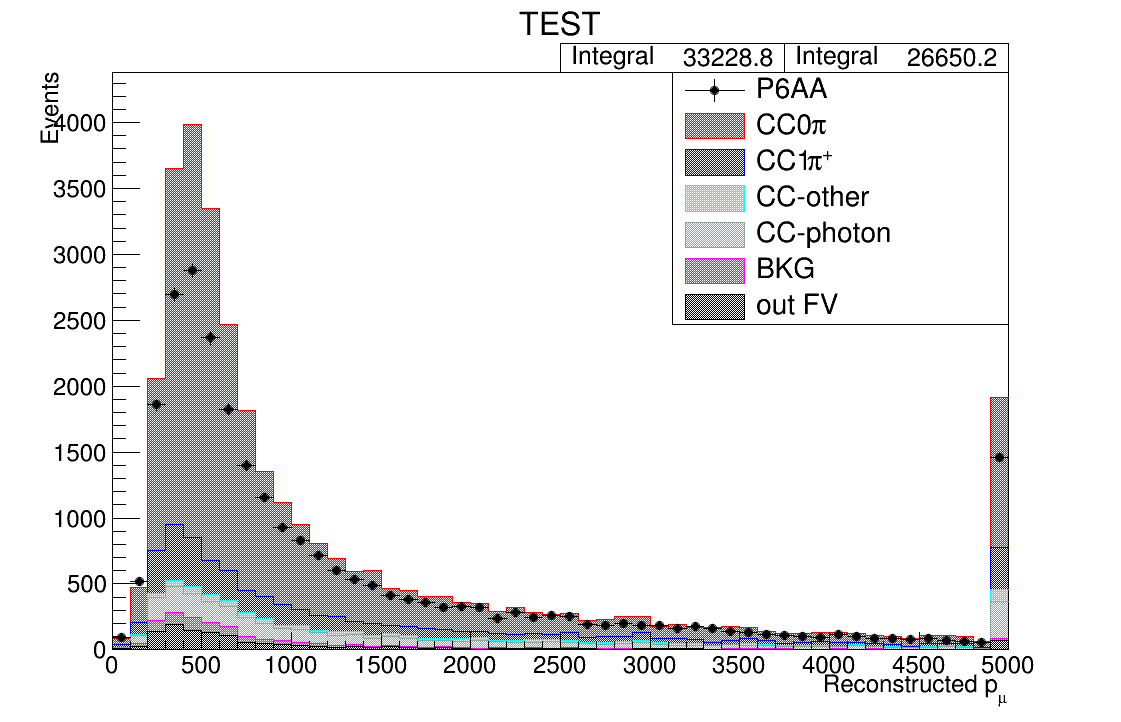 TEST
Integral 33228.8
Integral 26650.2
Events
P6AA
CC0π
CC1π⁺
CC-other
CC-photon
BKG
out FV
4000
3500
3000
2500
2000
1500
1000
500
0
0 500 1000 1500 2000 2500 3000 3500 4000 4500 5000
Reconstructed pμ